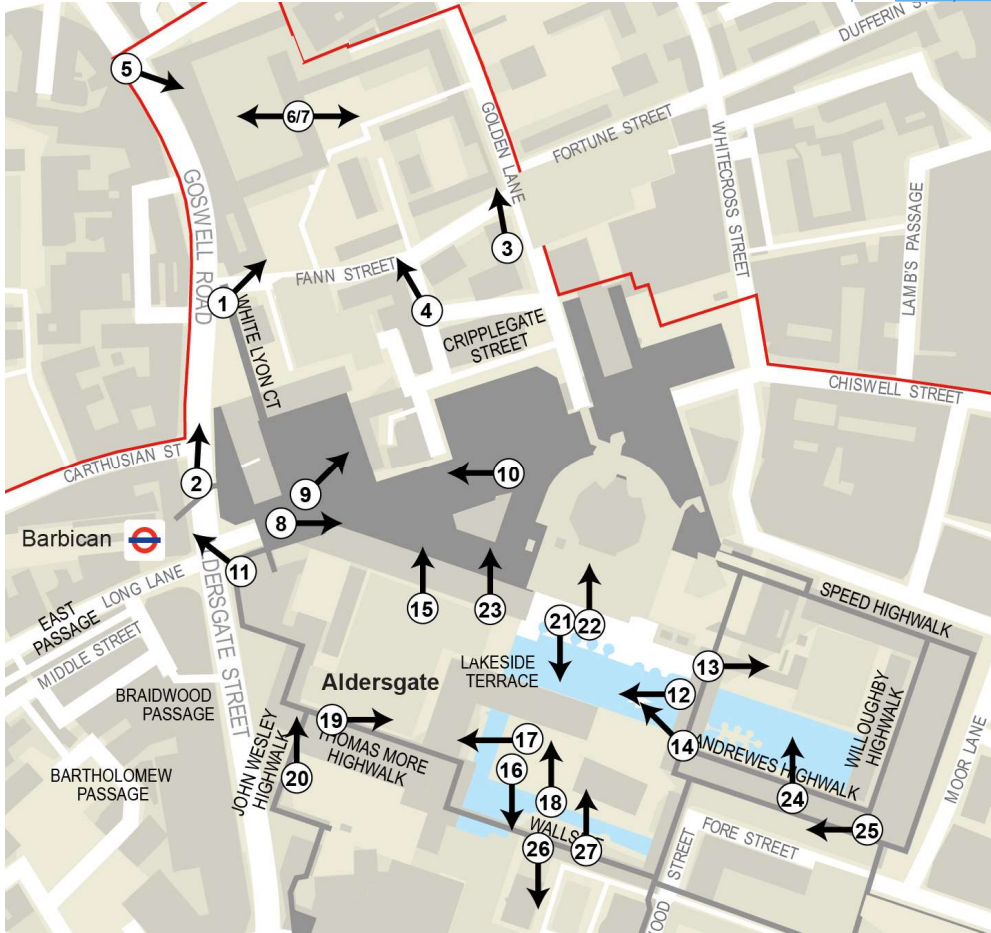 DUFFERIN ST
5
6/7
GOLDEN LANE
FORTUNE STREET
WHITECROSS STREET
GOSWELL ROAD
LAMB'S PASSAGE
3
FANN STREET
1
4
WHITE LYON CT
CRIPPLEGATE
STREET
CHISWELL STREET
CARTHUSIAN ST
2
9
10
8
Barbican
11
LONG LANE
EAST
PASSAGE
MIDDLE STREET
DERSGATE STREET
15
23
21
22
SPEED HIGHWALK
LAKESIDE
TERRACE
13
12
BRAIDWOOD
PASSAGE
Aldersgate
WILLOUGHBY
HIGHWALK
19
THOMAS MORE
HIGHWALK
17
14
ANDREWES HIGHWALK
MOOR LANE
BARTHOLOMEW
PASSAGE
JOHN WESLEY
HIGHWALK
20
16
18
24
WALLS
27
26
25
FORE STREET
OOD STREET